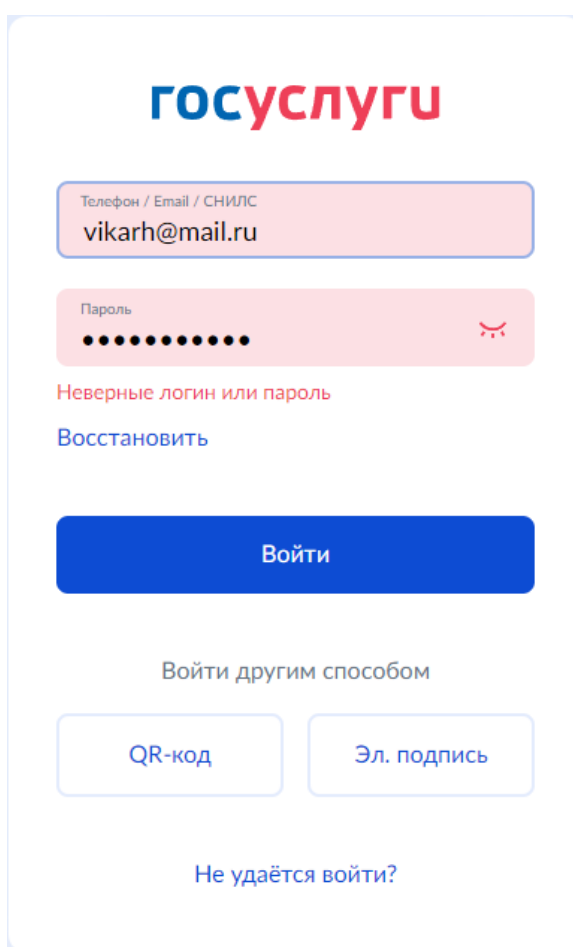 госуслуги
Телефон / Email / СНИЛС
vikarh@mail.ru
Пароль
●●●●●●●●●●●
Неверные логин или пароль
Восстановить
Войти
Войти другим способом
QR-код
Эл. подпись
Не удаётся войти?